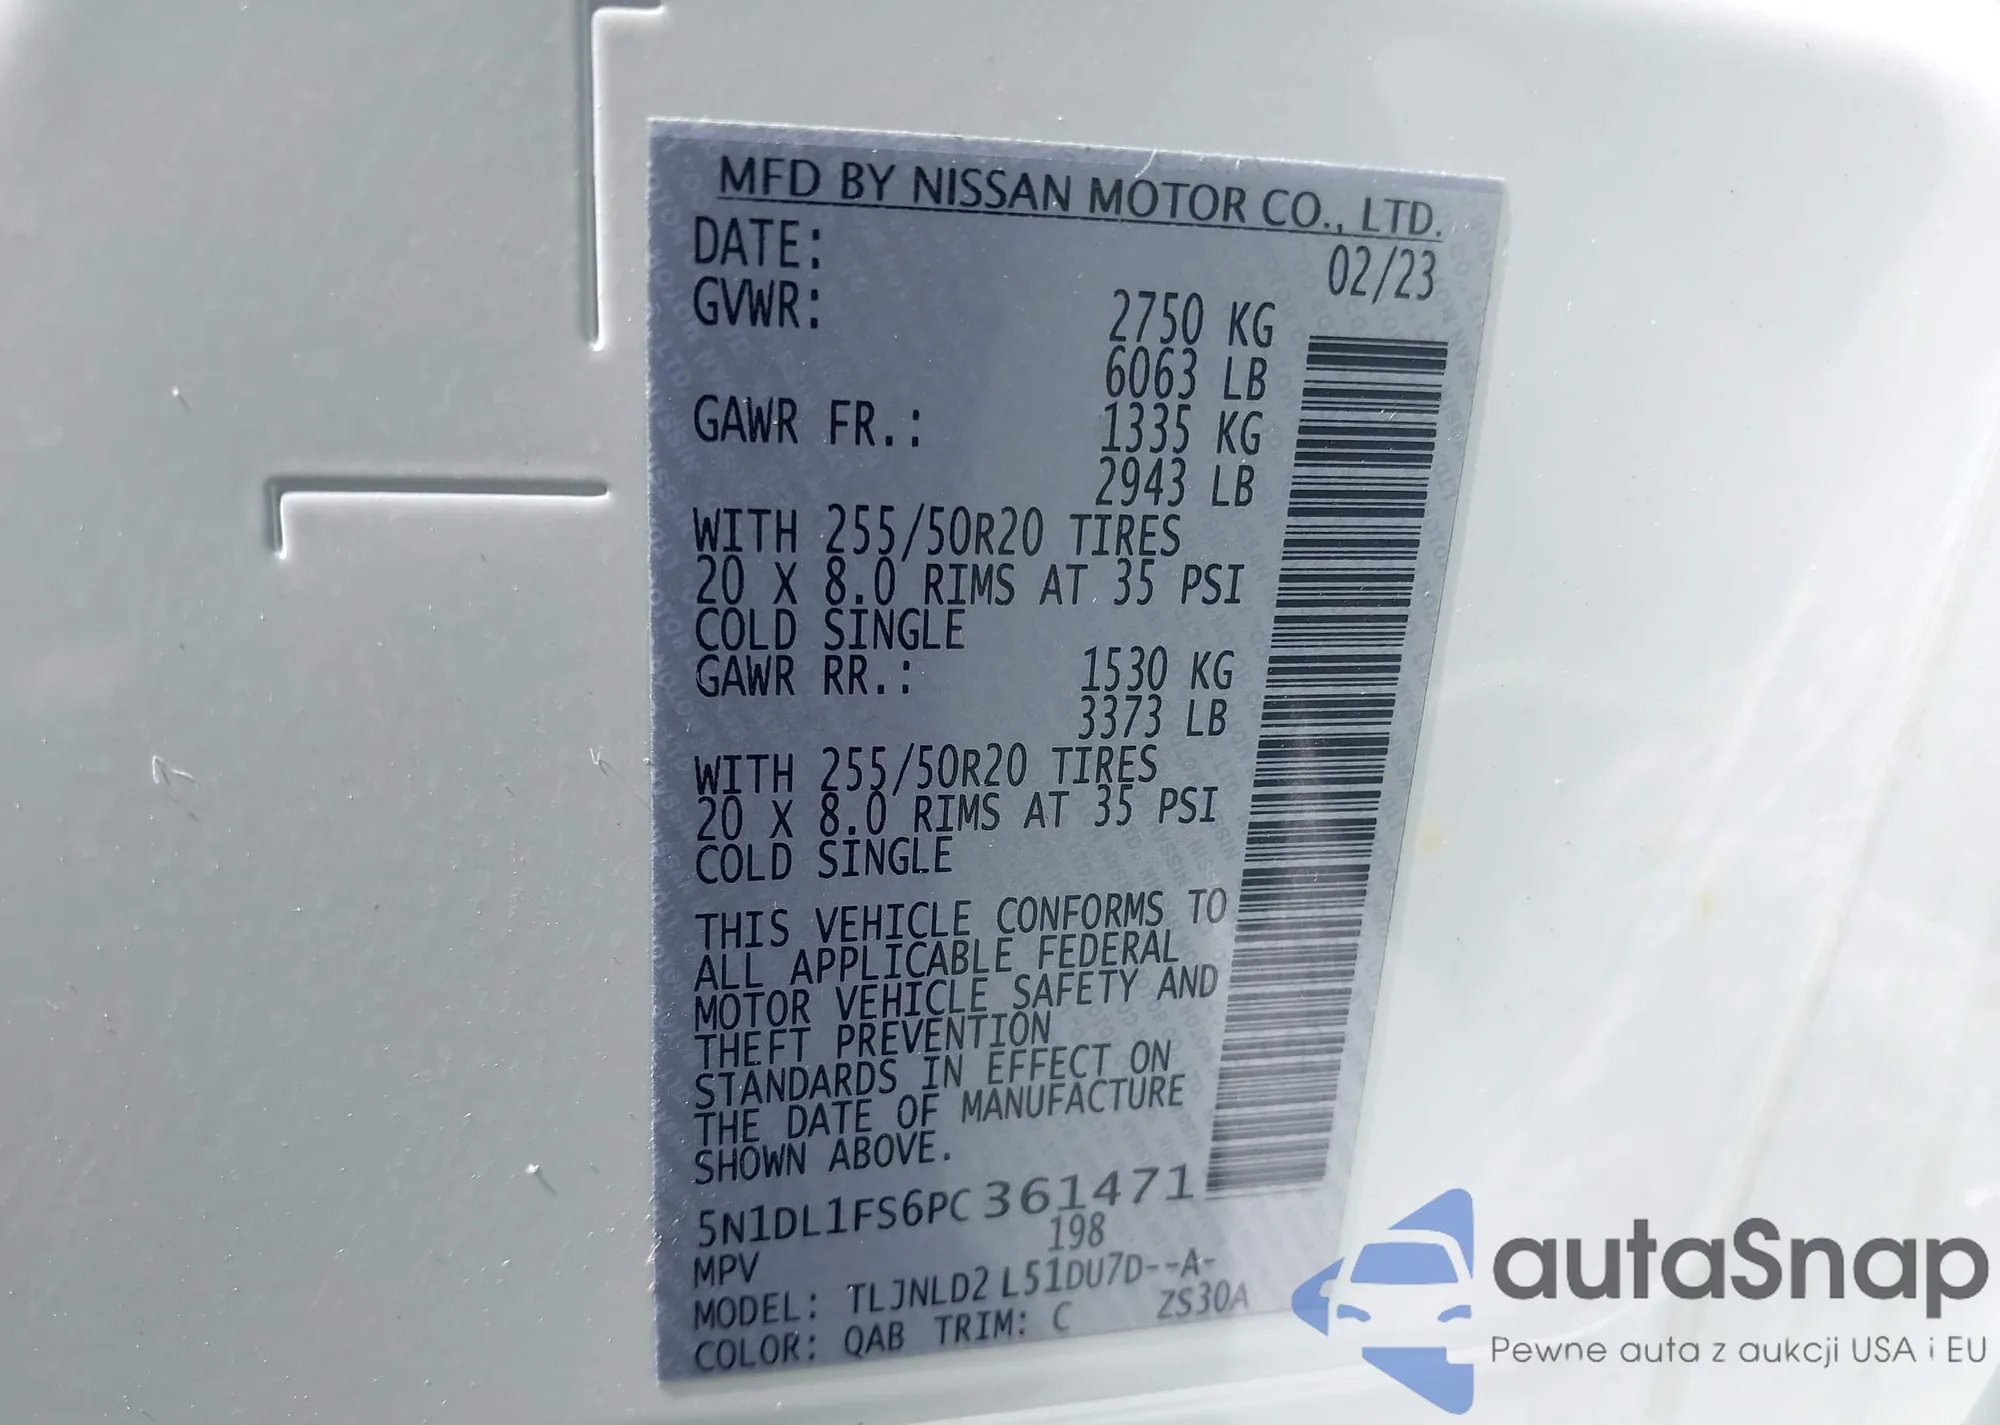 MFD BY NISSAN MOTOR CO., LTD.
DATE: 02/23
GVWR: 2750 KG
6063 LB
GAWR FR.: 1335 KG
2943 LB
WITH 255/50R20 TIRES
20 X 8.0 RIMS AT 35 PSI
COLD SINGLE
GAWR RR.: 1530 KG
3373 LB
WITH 255/50R20 TIRES
20 X 8.0 RIMS AT 35 PSI
COLD SINGLE
THIS VEHICLE CONFORMS TO
ALL APPLICABLE FEDERAL
MOTOR VEHICLE SAFETY AND
THEFT PREVENTION
STANDARDS IN EFFECT ON
THE DATE OF MANUFACTURE
SHOWN ABOVE.
5N1DL1FS6PC361471
198
MPV
MODEL: TLJNLD2 L51DU7D--A-
COLOR: QAB TRIM: C ZS30A
autaSnap
Pewne auta z aukcji USA i EU